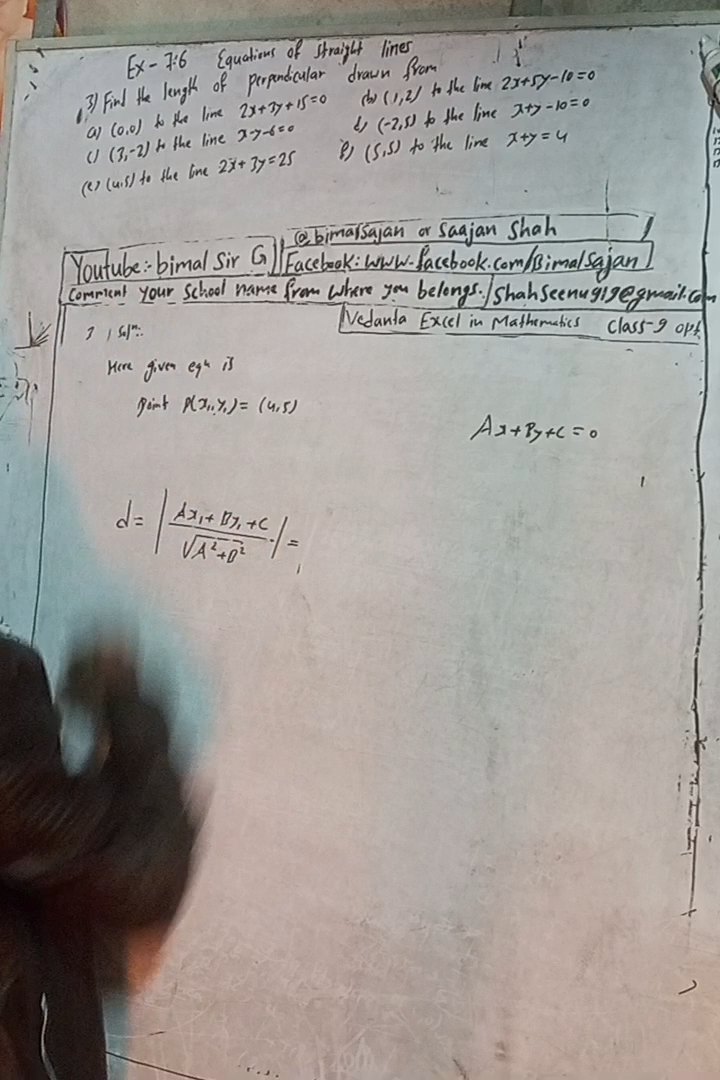 Ex - 7.6 Equations of straight lines
3) Find the length of perpendicular drawn from
a) (0,0) to the line 2x+3y+15=0 (b) (1,2) to the line 2x+5y-10=0
c) (3,-2) to the line x-y-6=0 d) (-2,5) to the line x+y-10=0
(e) (4,5) to the line 2x+3y=25 f) (5,5) to the line x+y=4
@bimalsajan or Saajan Shah
Youtube:- bimal Sir G Facebook: www.facebook.com/Bimalsajan
Comment your School name from where you belongs. / Shahseenu919@gmail.com
Vedanta Excel in Mathematics Class-9 opt
3 ) Solⁿ:.
Here given eqn is
Point P(x₁,y₁) = (4,5)
Ax+By+C=0
d = | Ax₁+By₁+C / √A²+B² | =